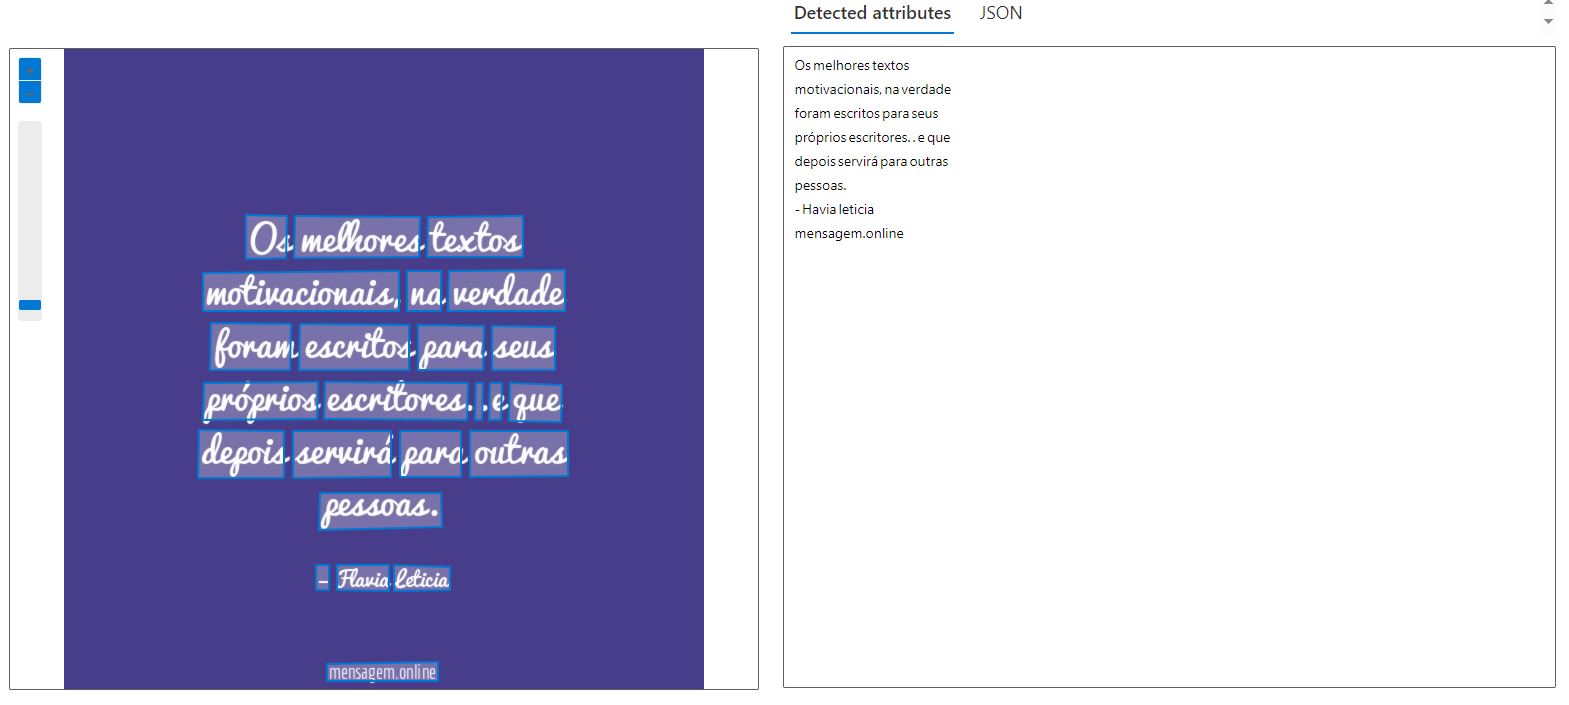 Detected attributes JSON
Os melhores textos
motivacionais, na verdade
foram escritos para seus
próprios escritores. . e que
depois servirá para outras
pessoas.
- Flavia Leticia
mensagem.online
Os melhores textos
motivacionais, na verdade
foram escritos para seus
próprios escritores. . e que
depois servirá para outras
pessoas.
- Havia leticia
mensagem.online